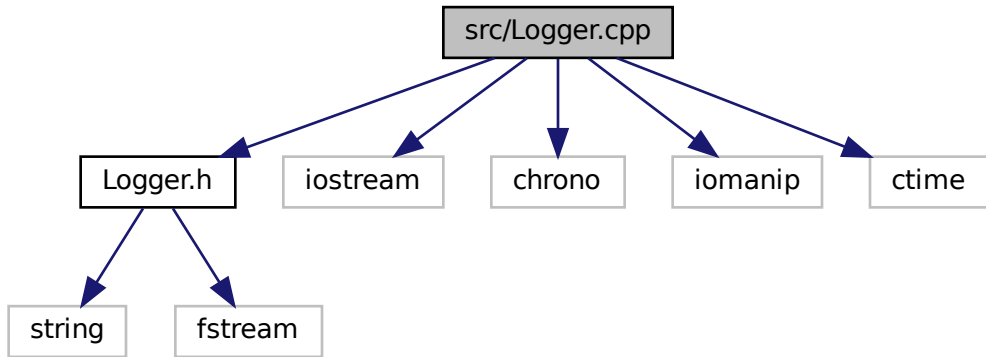 src/Logger.cpp
Logger.h
iostream
chrono
iomanip
ctime
string
fstream